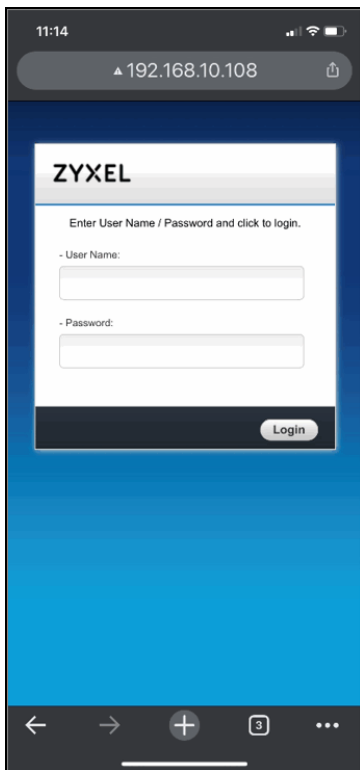 11:14
192.168.10.108
ZYXEL
Enter User Name / Password and click to login.
- User Name:
- Password:
Login
3